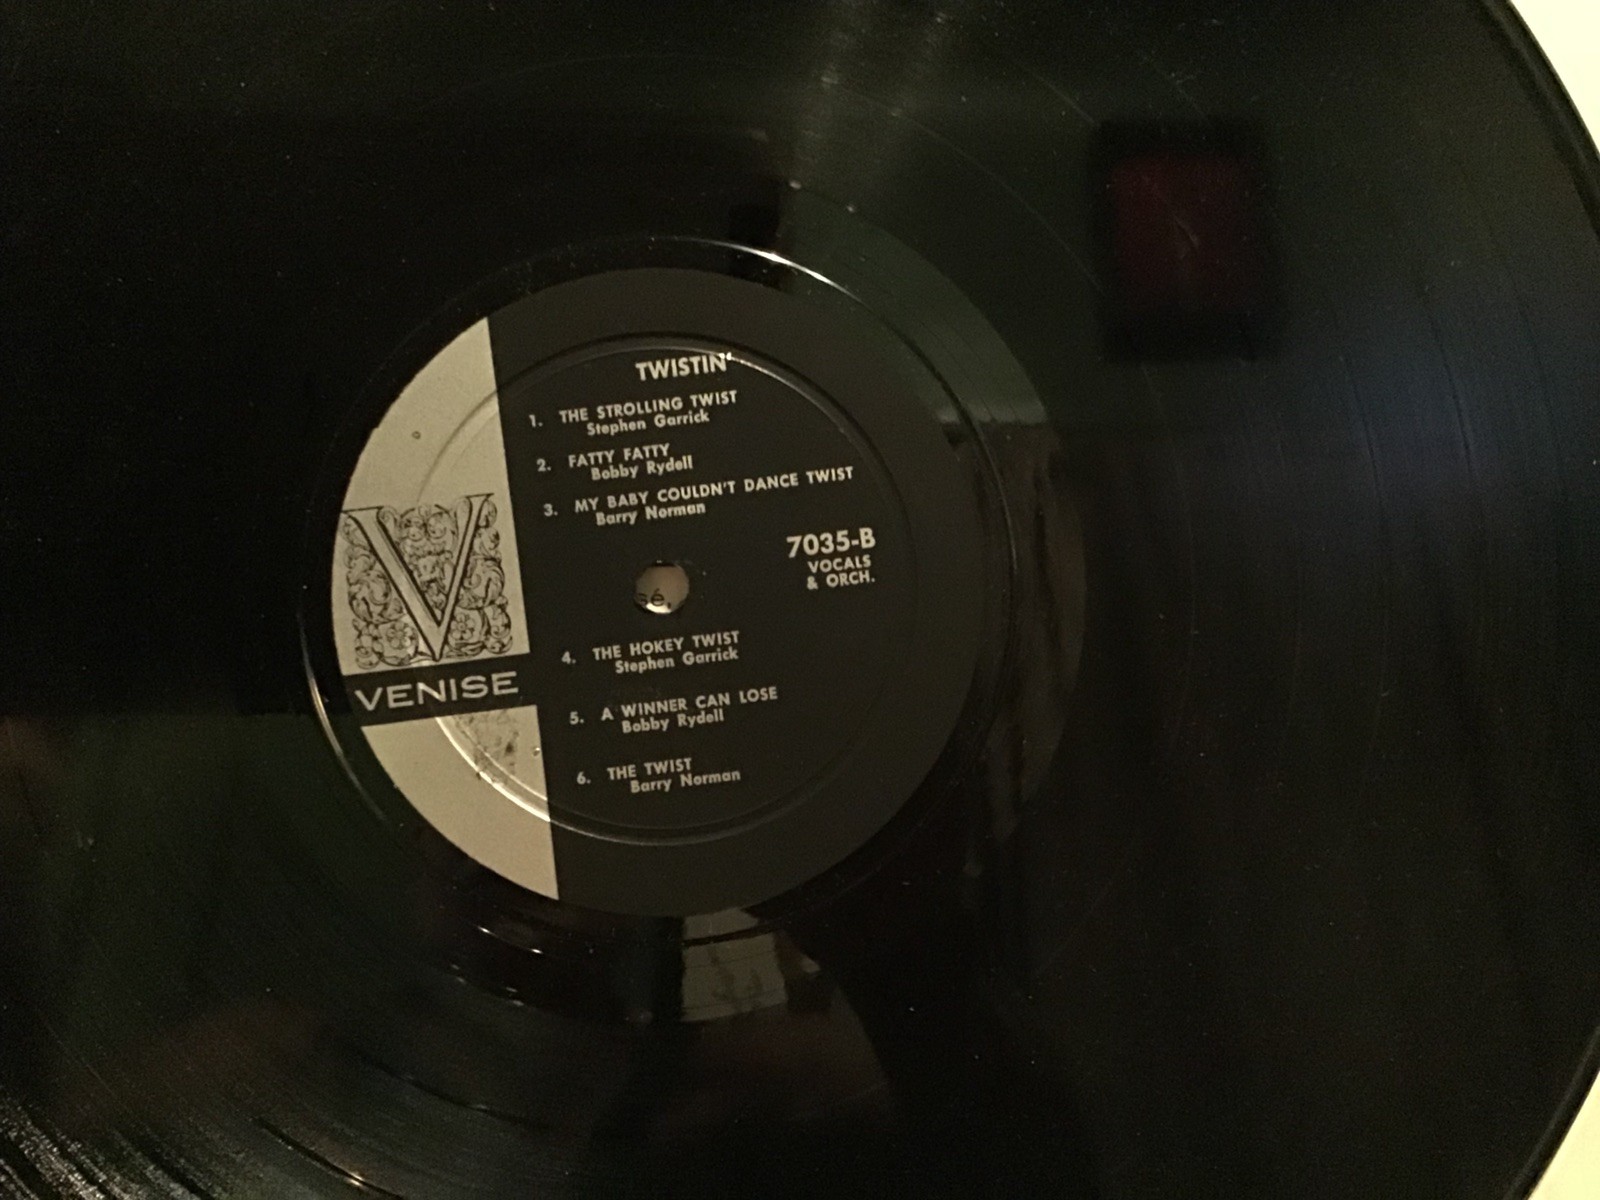 TWISTIN'
1. THE STROLLING TWIST
Stephen Garrick
2. FATTY FATTY
Bobby Rydell
3. MY BABY COULDN'T DANCE TWIST
Barry Norman
7035-B
VOCALS
& ORCH.
sé,
4. THE HOKEY TWIST
Stephen Garrick
5. A WINNER CAN LOSE
Bobby Rydell
6. THE TWIST
Barry Norman
V
VENISE